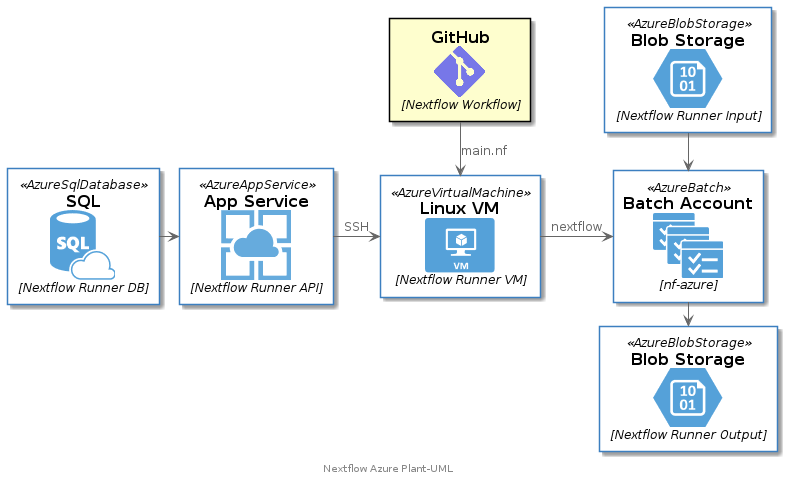 GitHub
[Nextflow Workflow]
«AzureBlobStorage»
Blob Storage
10
01
[Nextflow Runner Input]
main.nf
«AzureSqlDatabase»
SQL
SQL
[Nextflow Runner DB]
«AzureAppService»
App Service
[Nextflow Runner API]
SSH
«AzureVirtualMachine»
Linux VM
VM
[Nextflow Runner VM]
nextflow
«AzureBatch»
Batch Account
[nf-azure]
«AzureBlobStorage»
Blob Storage
10
01
[Nextflow Runner Output]
Nextflow Azure Plant-UML